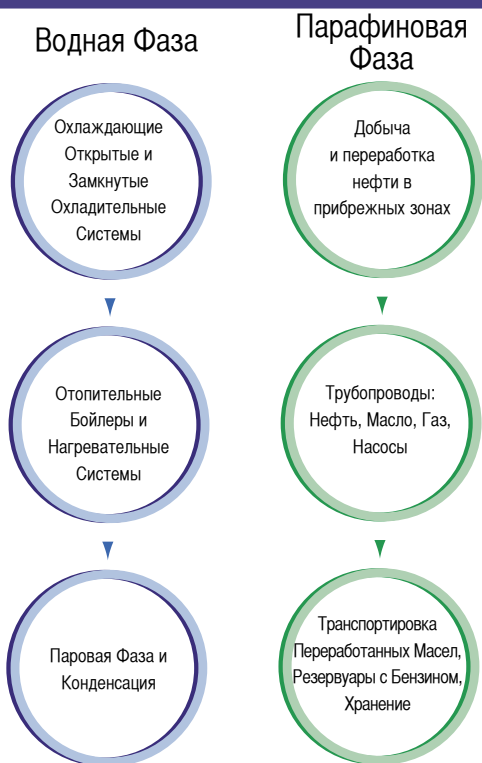 Водная Фаза
Охлаждающие
Открытые и
Замкнутые
Охладительные
Системы
Отопительные
Бойлеры и
Нагревательные
Системы
Паровая Фаза и
Конденсация
Парафиновая
Фаза
Добыча
и переработка
нефти в
прибрежных зонах
Трубопроводы:
Нефть, Масло, Газ,
Насосы
Транспортировка
Переработанных Масел,
Резервуары с Бензином,
Хранение